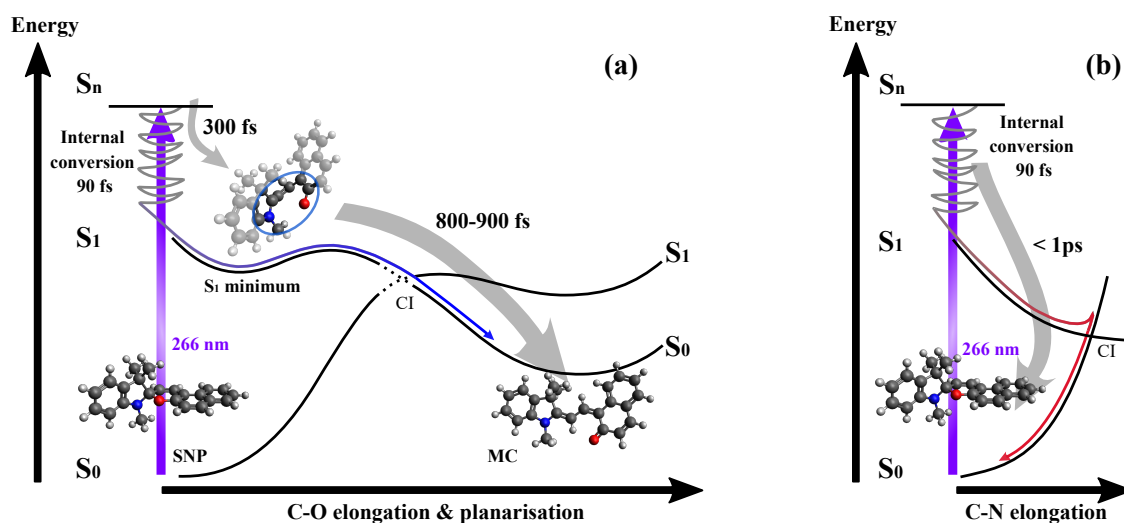 Energy
(a)
Sn
300 fs
Internal
conversion
90 fs
800-900 fs
S1
S1
S1 minimum
CI
S0
266 nm
SNP
MC
S0
C-O elongation & planarisation
Energy
(b)
Sn
Internal
conversion
90 fs
S1
< 1ps
CI
266 nm
S0
C-N elongation